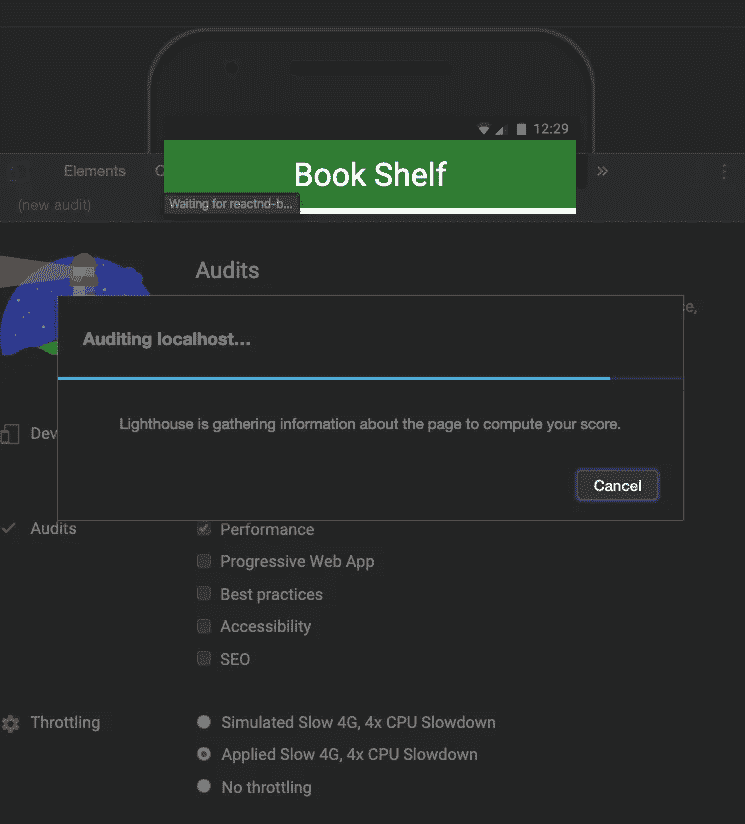 12:29
Elements
Book Shelf
»
Waiting for reactnd-b...
(new audit)
Audits
e,
Auditing localhost...
Lighthouse is gathering information about the page to compute your score.
Cancel
Dev
Audits
Performance
Progressive Web App
Best practices
Accessibility
SEO
Throttling
Simulated Slow 4G, 4x CPU Slowdown
Applied Slow 4G, 4x CPU Slowdown
No throttling